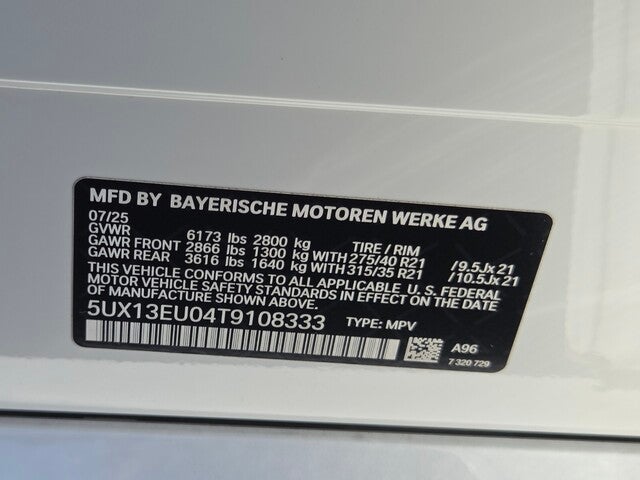 MFD BY BAYERISCHE MOTOREN WERKE AG
07/25
GVWR 6173 lbs 2800 kg TIRE / RIM
GAWR FRONT 2866 lbs 1300 kg WITH 275/40 R21 / 9.5Jx 21
GAWR REAR 3616 lbs 1640 kg WITH 315/35 R21 / 10.5Jx 21
THIS VEHICLE CONFORMS TO ALL APPLICABLE U. S. FEDERAL
MOTOR VEHICLE SAFETY STANDARDS IN EFFECT ON THE DATE
OF MANUFACTURE SHOWN ABOVE.
5UX13EU04T9108333 TYPE: MPV
A96
7 320 729